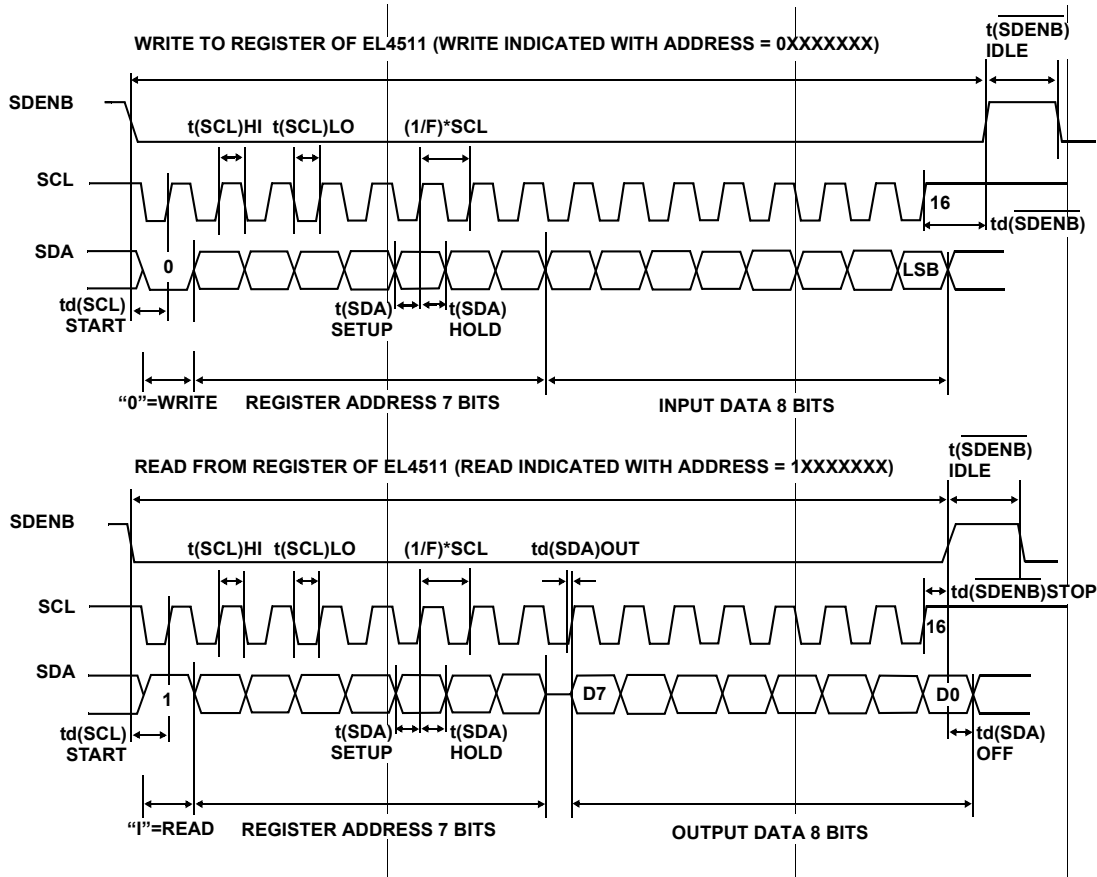 WRITE TO REGISTER OF EL4511 (WRITE INDICATED WITH ADDRESS = 0XXXXXXX)
t(SDENB)
IDLE
SDENB
t(SCL)HI t(SCL)LO (1/F)*SCL
SCL
16
td(SDENB)
SDA
0
LSB
td(SCL)
START
t(SDA)
SETUP
t(SDA)
HOLD
“0”=WRITE REGISTER ADDRESS 7 BITS INPUT DATA 8 BITS
READ FROM REGISTER OF EL4511 (READ INDICATED WITH ADDRESS = 1XXXXXXX)
t(SDENB)
IDLE
SDENB
t(SCL)HI t(SCL)LO (1/F)*SCL td(SDA)OUT
SCL
16
td(SDENB)STOP
SDA
1
D7
D0
td(SCL)
START
t(SDA)
SETUP
t(SDA)
HOLD
td(SDA)
OFF
“I”=READ REGISTER ADDRESS 7 BITS OUTPUT DATA 8 BITS